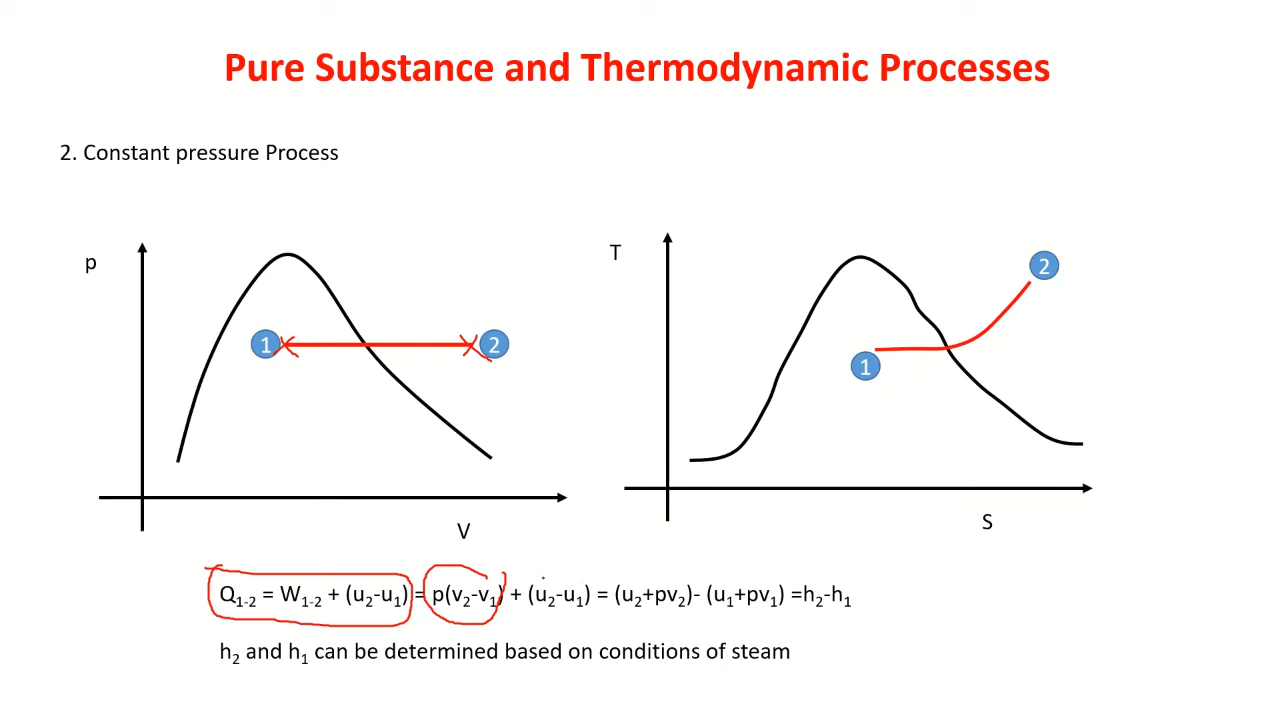 Pure Substance and Thermodynamic Processes
2. Constant pressure Process
p
1
2
V
T
1
2
S
Q1-2 = W1-2 + (u2-u1) = p(v2-v1) + (u2-u1) = (u2+pv2)- (u1+pv1) =h2-h1
h2 and h1 can be determined based on conditions of steam